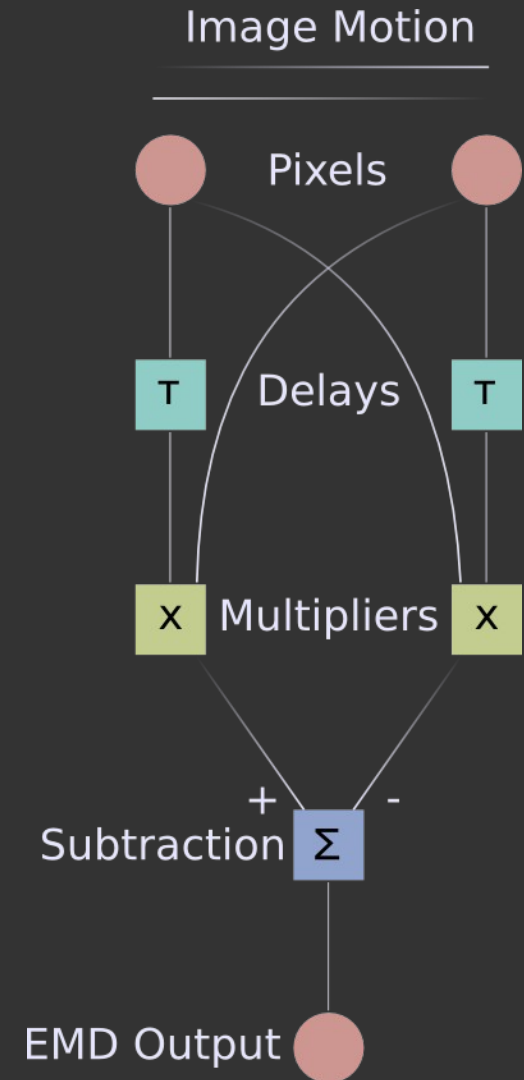 Image Motion
Pixels
T Delays T
x Multipliers x
+ -
Subtraction Σ
EMD Output